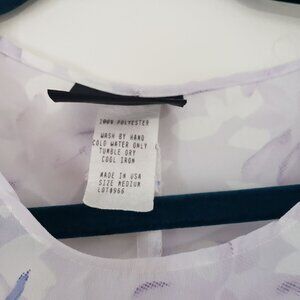 100% POLYESTER
WASH BY HAND
COLD WATER ONLY
TUMBLE DRY
COOL IRON
MADE IN USA
SIZE MEDIUM
LOT#966